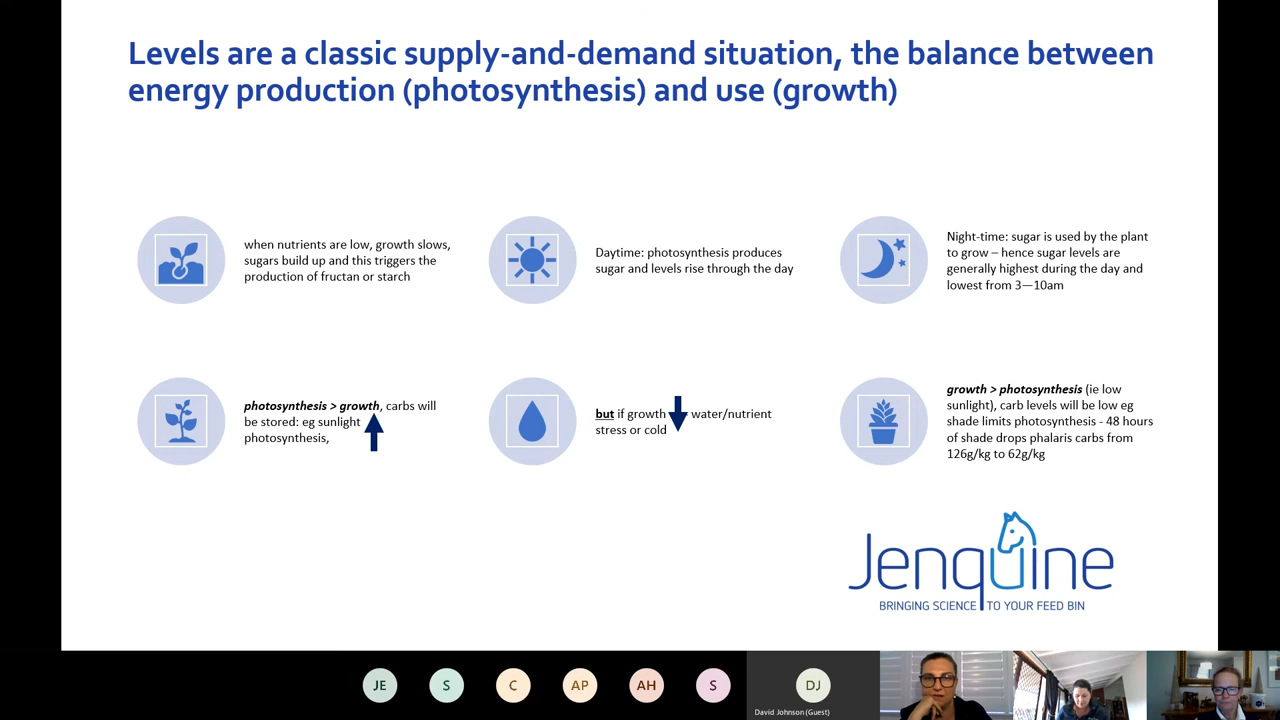 Levels are a classic supply-and-demand situation, the balance between
energy production (photosynthesis) and use (growth)
when nutrients are low, growth slows,
sugars build up and this triggers the
production of fructan or starch
Daytime: photosynthesis produces
sugar and levels rise through the day
Night-time: sugar is used by the plant
to grow – hence sugar levels are
generally highest during the day and
lowest from 3—10am
photosynthesis > growth, carbs will
be stored: eg sunlight
photosynthesis,
but if growth water/nutrient
stress or cold
growth > photosynthesis (ie low
sunlight), carb levels will be low eg
shade limits photosynthesis - 48 hours
of shade drops phalaris carbs from
126g/kg to 62g/kg
Jenquine
BRINGING SCIENCE TO YOUR FEED BIN
JE
S
C
AP
AH
S
DJ
David Johnson (Guest)